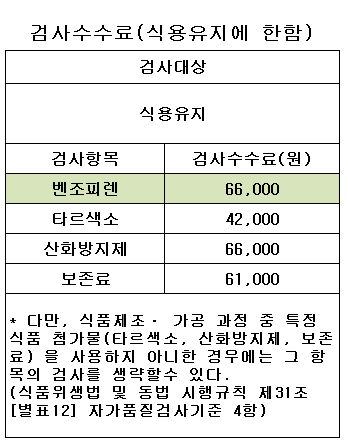 검사수수료(식용유지에 한함)
검사대상
식용유지
검사항목 검사수수료(원)
벤조피렌 66,000
타르색소 42,000
산화방지제 66,000
보존료 61,000
* 다만, 식품제조· 가공 과정 중 특정
식품 첨가물(타르색소, 산화방지제, 보존
료) 을 사용하지 아니한 경우에는 그 항
목의 검사를 생략할수 있다.
(식품위생법 및 동법 시행규칙 제31조
[별표12] 자가품질검사기준 4항)